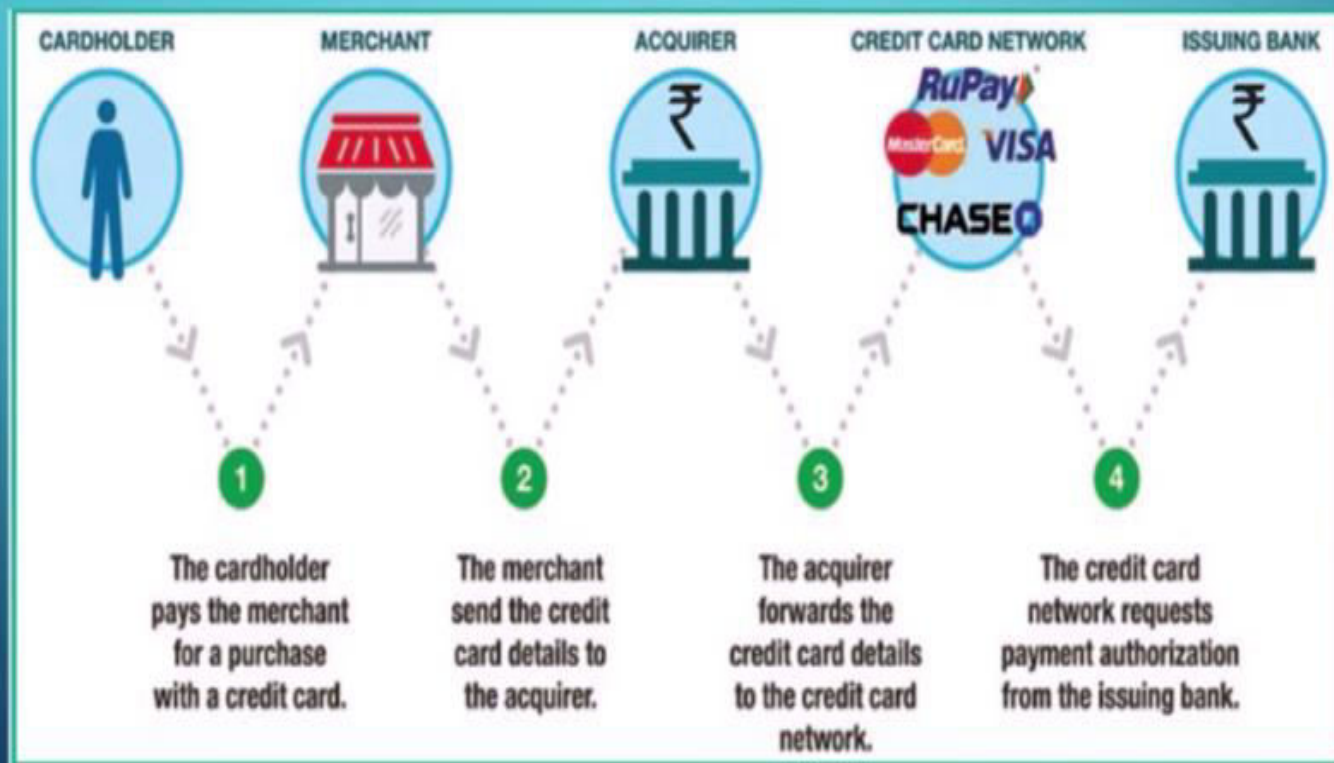 CARDHOLDER
MERCHANT
ACQUIRER
CREDIT CARD NETWORK
ISSUING BANK
₹
RuPay
MasterCard
VISA
CHASE
₹
1
2
3
4
The cardholder
pays the merchant
for a purchase
with a credit card.
The merchant
send the credit
card details to
the acquirer.
The acquirer
forwards the
credit card details
to the credit card
network.
The credit card
network requests
payment authorization
from the issuing bank.